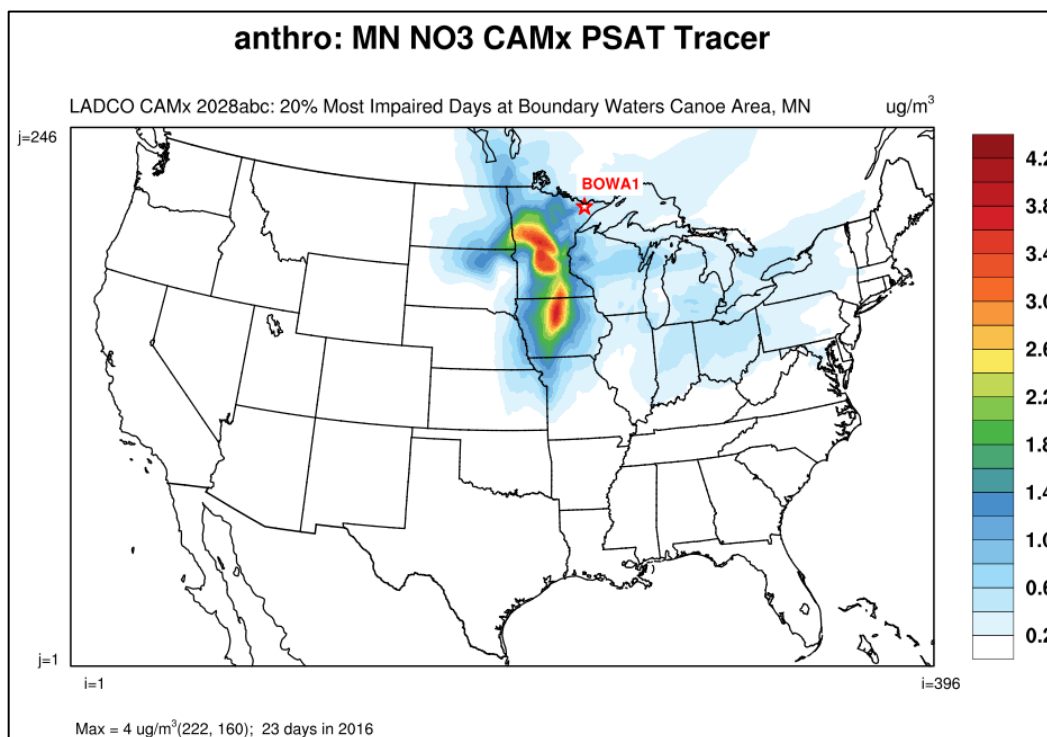 anthro: MN NO3 CAMx PSAT Tracer
LADCO CAMx 2028abc: 20% Most Impaired Days at Boundary Waters Canoe Area, MN
ug/m³
j=246
BOWA1
4.2
3.8
3.4
3.0
2.6
2.2
1.8
1.4
1.0
0.6
0.2
j=1
i=1
i=396
Max = 4 ug/m³(222, 160); 23 days in 2016